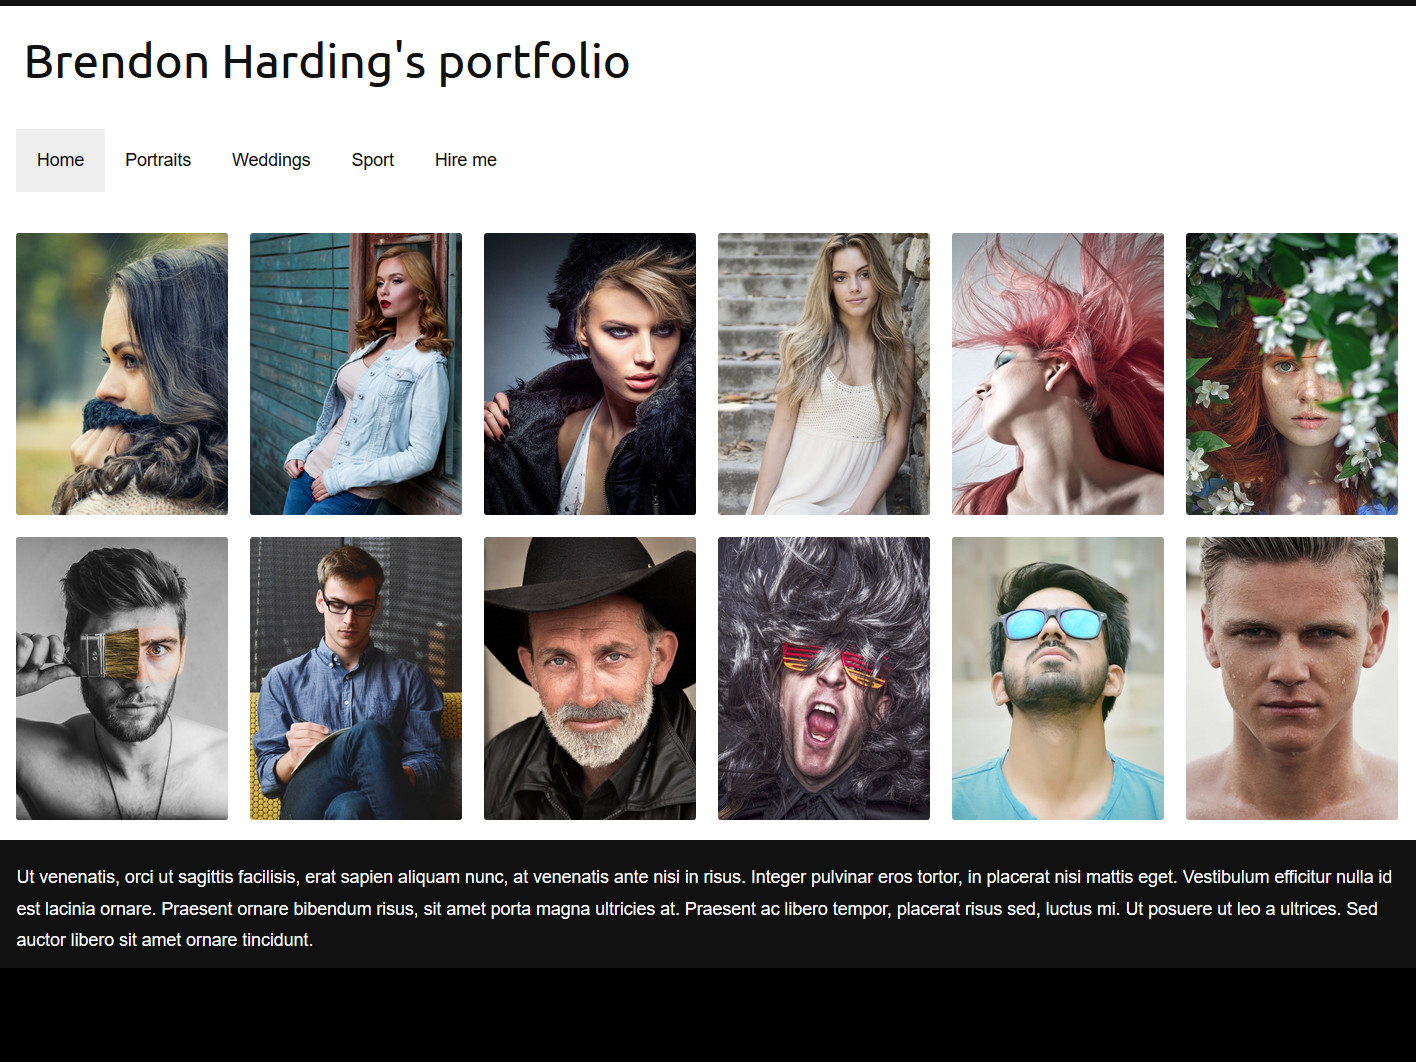 Brendon Harding's portfolio
Home Portraits Weddings Sport Hire me
Ut venenatis, orci ut sagittis facilisis, erat sapien aliquam nunc, at venenatis ante nisi in risus. Integer pulvinar eros tortor, in placerat nisi mattis eget. Vestibulum efficitur nulla id
est lacinia ornare. Praesent ornare bibendum risus, sit amet porta magna ultricies at. Praesent ac libero tempor, placerat risus sed, luctus mi. Ut posuere ut leo a ultrices. Sed
auctor libero sit amet ornare tincidunt.